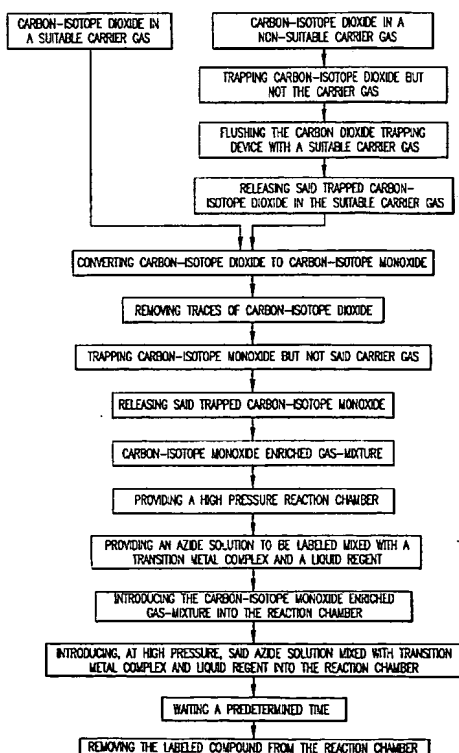 CARBON-ISOTOPE DIOXIDE IN
A SUITABLE CARRIER GAS
CARBON-ISOTOPE DIOXIDE IN A
NON-SUITABLE CARRIER GAS
TRAPPING CARBON-ISOTOPE DIOXIDE BUT
NOT THE CARRIER GAS
FLUSHING THE CARBON DIOXIDE TRAPPING
DEVICE WITH A SUITABLE CARRIER GAS
RELEASING SAID TRAPPED CARBON-
ISOTOPE DIOXIDE IN THE SUITABLE CARRIER GAS
CONVERTING CARBON-ISOTOPE DIOXIDE TO CARBON-ISOTOPE MONOXIDE
REMOVING TRACES OF CARBON-ISOTOPE DIOXIDE
TRAPPING CARBON-ISOTOPE MONOXIDE BUT NOT SAID CARRIER GAS
RELEASING SAID TRAPPED CARBON-ISOTOPE MONOXIDE
CARBON-ISOTOPE MONOXIDE ENRICHED GAS-MIXTURE
PROVIDING A HIGH PRESSURE REACTION CHAMBER
PROVIDING AN AZIDE SOLUTION TO BE LABELED MIXED WITH A
TRANSITION METAL COMPLEX AND A LIQUID REGENT
INTRODUCING THE CARBON-ISOTOPE MONOXIDE ENRICHED
GAS-MIXTURE INTO THE REACTION CHAMBER
INTRODUCING, AT HIGH PRESSURE, SAID AZIDE SOLUTION MIXED WITH TRANSITION
METAL COMPLEX AND LIQUID REGENT INTO THE REACTION CHAMBER
WAITING A PREDETERMINED TIME
REMOVING THE LABELED COMPOUND FROM THE REACTION CHAMBER